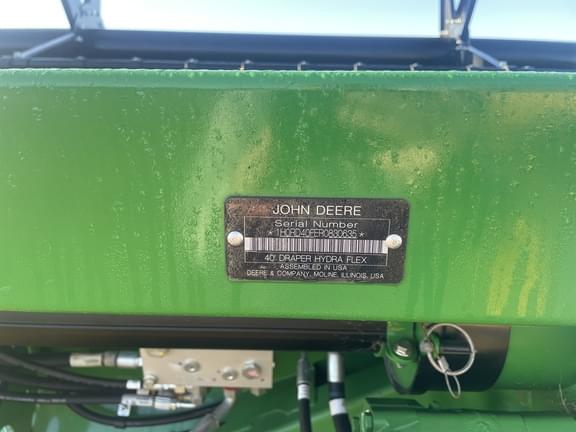 JOHN DEERE
Serial Number
*1H0RD40FER0830635*
40' DRAPER HYDRA FLEX
ASSEMBLED IN USA
DEERE & COMPANY, MOLINE, ILLINOIS, USA